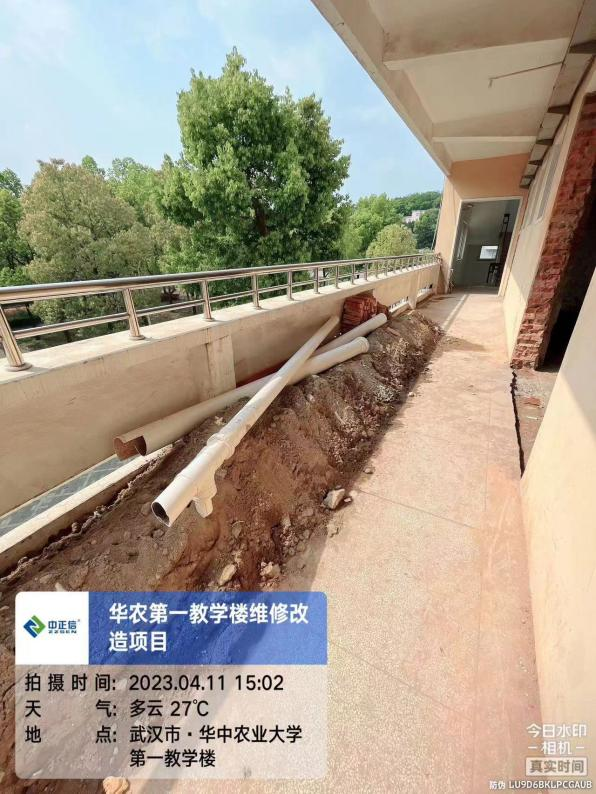 中正信®
ZZSEN
华农第一教学楼维修改
造项目
拍摄时间: 2023.04.11 15:02
天气: 多云 27℃
地点: 武汉市·华中农业大学
第一教学楼
今日水印
相机
真实时间
防伪 LU9D6BKLPCGAUB